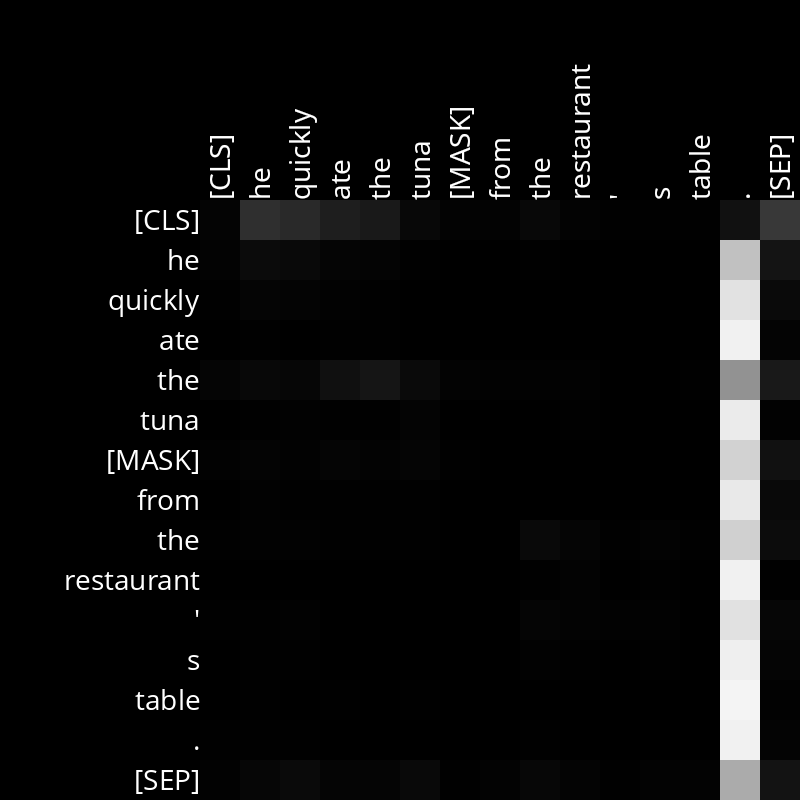 [CLS] he quickly ate the tuna [MASK] from the restaurant ' s table . [SEP]
[CLS]
he
quickly
ate
the
tuna
[MASK]
from
the
restaurant
'
s
table
.
[SEP]